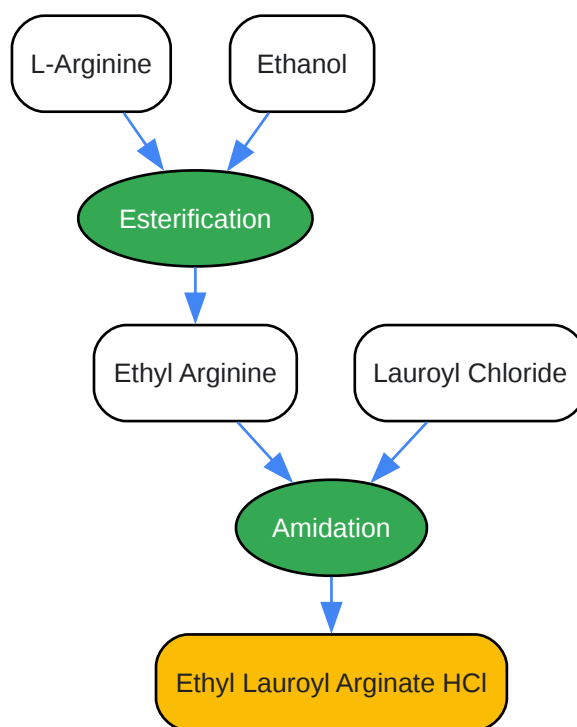 L-Arginine
Ethanol
Esterification
Ethyl Arginine
Lauroyl Chloride
Amidation
Ethyl Lauroyl Arginate HCl